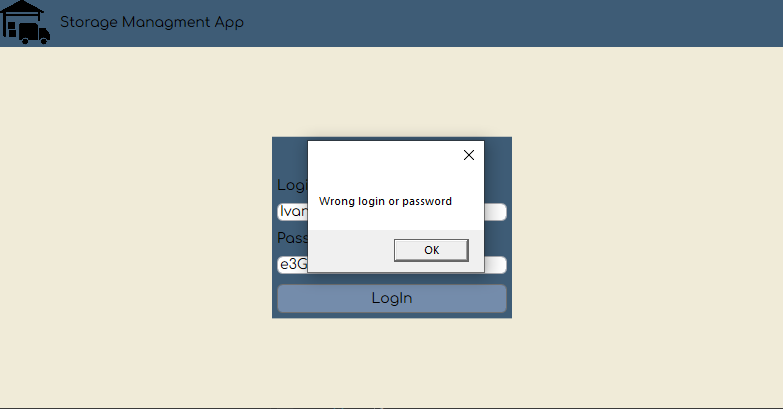 Storage Managment App
Wrong login or password
OK
LogIn